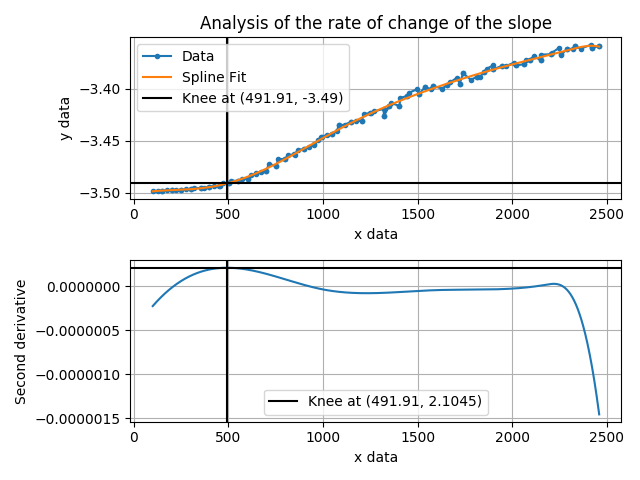 Analysis of the rate of change of the slope
Data
Spline Fit
Knee at (491.91, -3.49)
y data
−3.40
−3.45
−3.50
0
500
1000
1500
2000
2500
x data
Second derivative
0.0000000
−0.0000005
−0.0000010
−0.0000015
Knee at (491.91, 2.1045)
0
500
1000
1500
2000
2500
x data